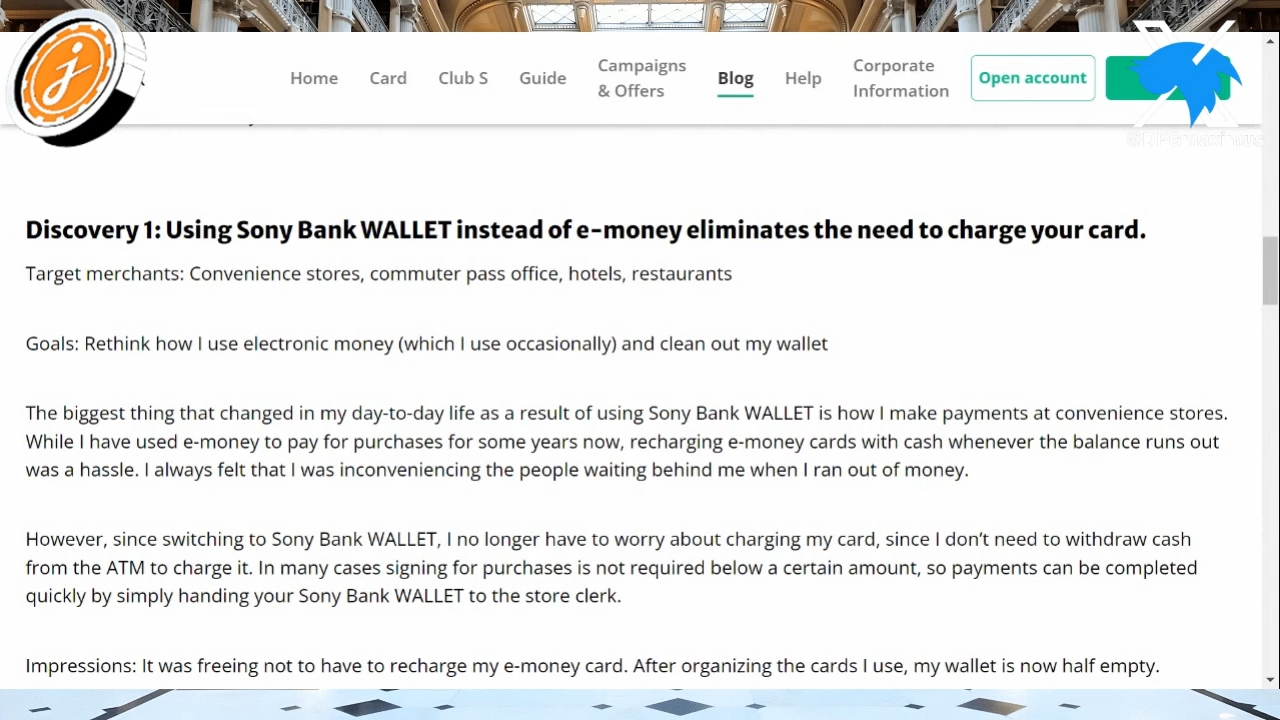 Home
Card
Club S
Guide
Campaigns
& Offers
Blog
Help
Corporate
Information
Open account
Discovery 1: Using Sony Bank WALLET instead of e-money eliminates the need to charge your card.
Target merchants: Convenience stores, commuter pass office, hotels, restaurants
Goals: Rethink how I use electronic money (which I use occasionally) and clean out my wallet
The biggest thing that changed in my day-to-day life as a result of using Sony Bank WALLET is how I make payments at convenience stores.
While I have used e-money to pay for purchases for some years now, recharging e-money cards with cash whenever the balance runs out
was a hassle. I always felt that I was inconveniencing the people waiting behind me when I ran out of money.
However, since switching to Sony Bank WALLET, I no longer have to worry about charging my card, since I don’t need to withdraw cash
from the ATM to charge it. In many cases signing for purchases is not required below a certain amount, so payments can be completed
quickly by simply handing your Sony Bank WALLET to the store clerk.
Impressions: It was freeing not to have to recharge my e-money card. After organizing the cards I use, my wallet is now half empty.